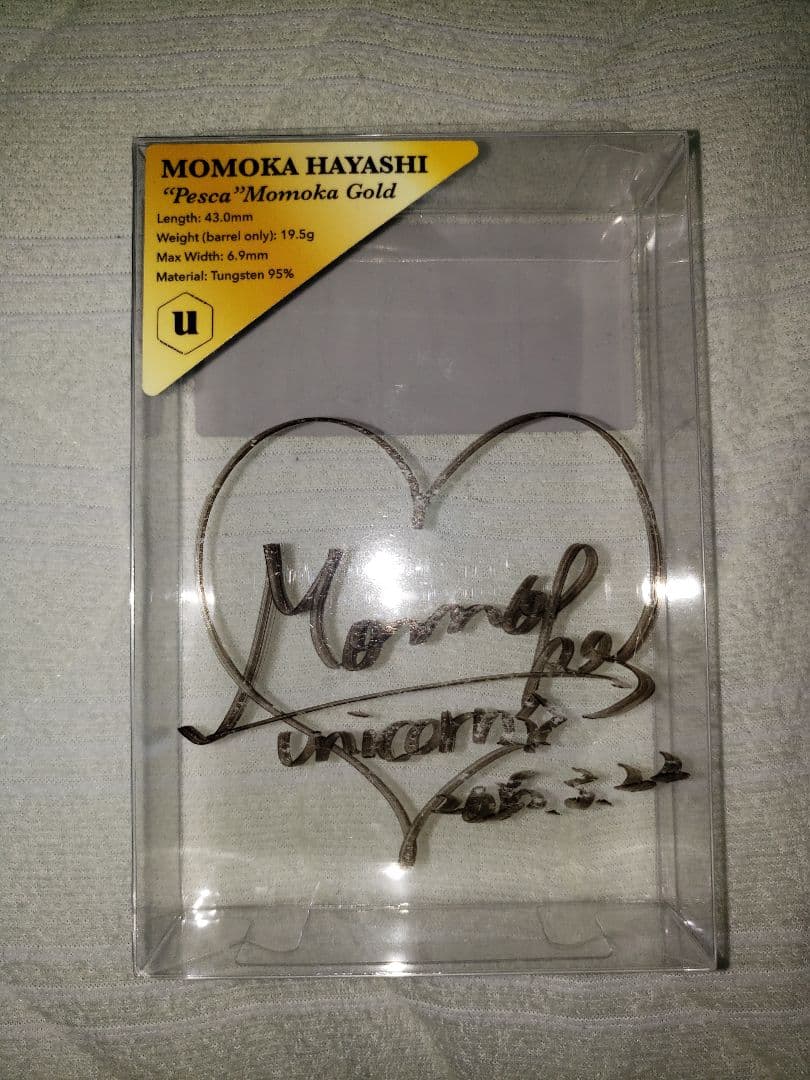 MOMOKA HAYASHI
“Pesca”Momoka Gold
Length: 43.0mm
Weight (barrel only): 19.5g
Max Width: 6.9mm
Material: Tungsten 95%
u
unicorn